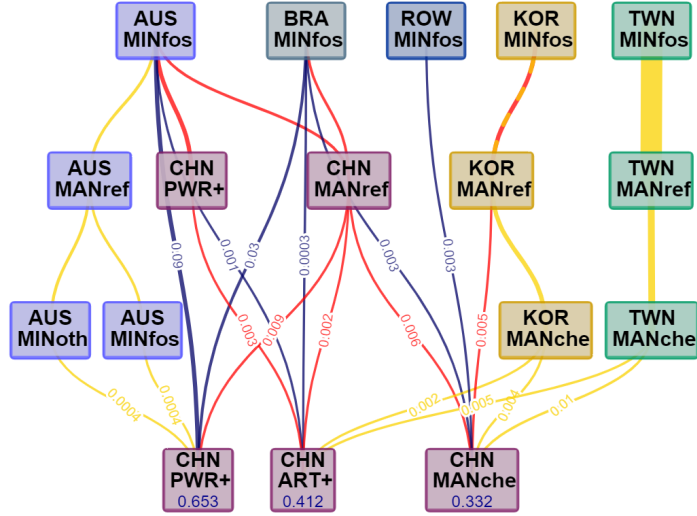 AUS
MINfos
BRA
MINfos
ROW
MINfos
KOR
MINfos
TWN
MINfos
AUS
MANref
CHN
PWR+
CHN
MANref
KOR
MANref
TWN
MANref
0.09
0.001
0.03
0.0003
0.003
0.003
AUS
MINoth
AUS
MINfos
KOR
MANche
TWN
MANche
0.003
0.009
0.002
0.006
0.005
0.0004
0.0004
0.002
0.005
0.004
0.01
CHN
PWR+
0.653
CHN
ART+
0.412
CHN
MANche
0.332